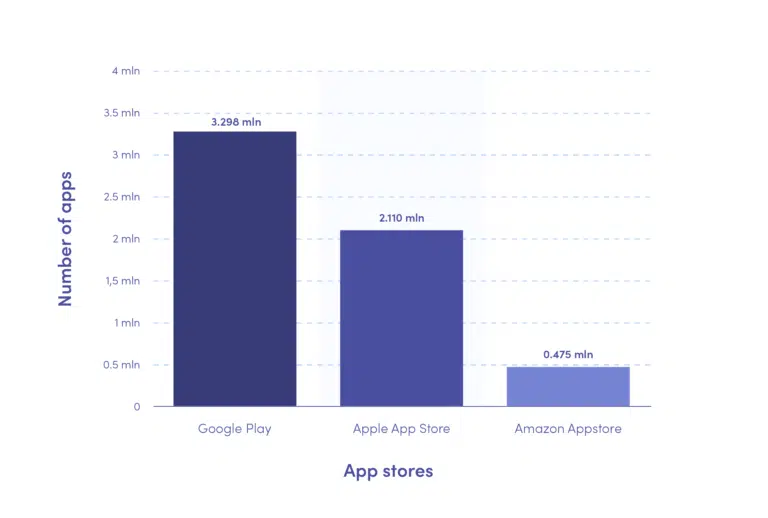 4 mln
3.5 mln
3.298 mln
3 mln
2.5 mln
2.110 mln
2 mln
1,5 mln
1 mln
0.475 mln
0.5 mln
0
Number of apps
Google Play
Apple App Store
Amazon Appstore
App stores